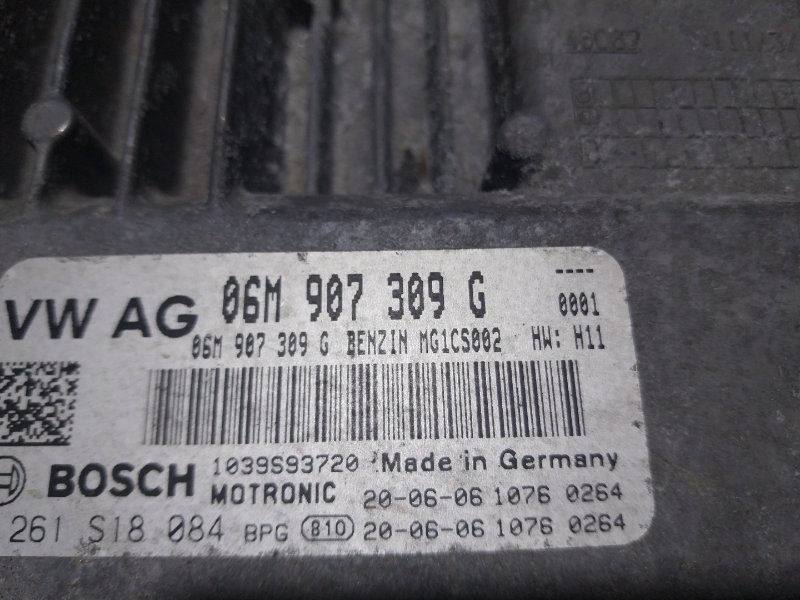 VW AG 06M 907 309 G ----
0001
06M 907 309 G BENZIN MG1CS002 HW: H11
BOSCH 1039S93720 Made in Germany
MOTRONIC 20-06-06 1076 0264
261 S18 084 BPG 810 20-06-06 1076 0264